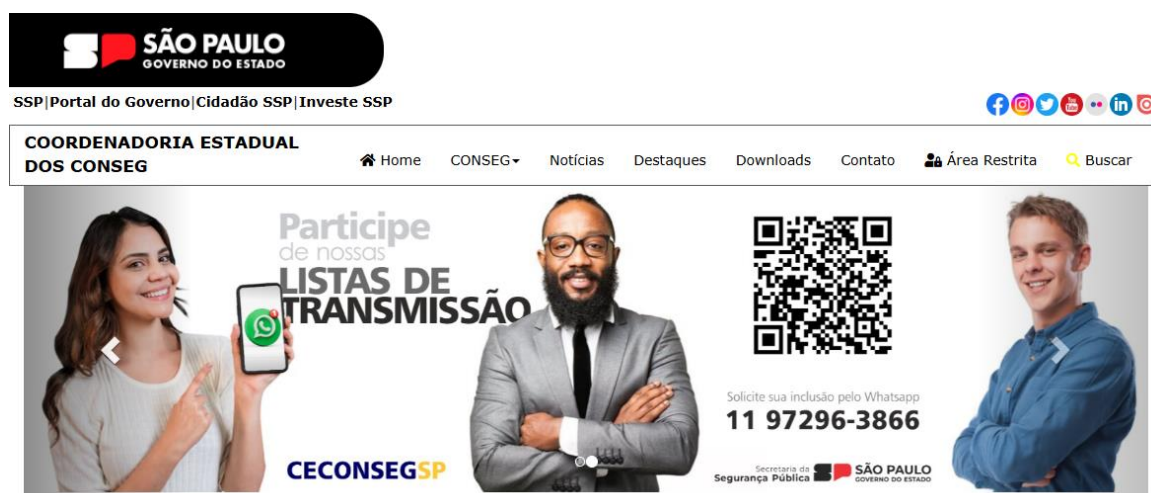 SÃO PAULO
GOVERNO DO ESTADO
SSP|Portal do Governo|Cidadão SSP|Investe SSP
COORDENADORIA ESTADUAL
DOS CONSEG
Home CONSEG Notícias Destaques Downloads Contato Área Restrita Buscar
Participe
de nossas
LISTAS DE
TRANSMISSÃO
Solicite sua inclusão pelo Whatsapp
11 97296-3866
CECONSEGSP
Secretaria da
Segurança Pública
SÃO PAULO
GOVERNO DO ESTADO